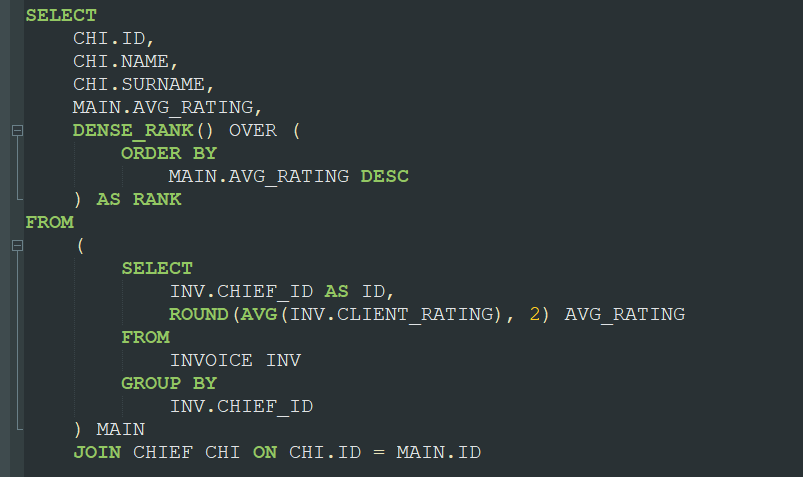 SELECT
CHI.ID,
CHI.NAME,
CHI.SURNAME,
MAIN.AVG_RATING,
DENSE_RANK() OVER (
ORDER BY
MAIN.AVG_RATING DESC
) AS RANK
FROM
(
SELECT
INV.CHIEF_ID AS ID,
ROUND(AVG(INV.CLIENT_RATING), 2) AVG_RATING
FROM
INVOICE INV
GROUP BY
INV.CHIEF_ID
) MAIN
JOIN CHIEF CHI ON CHI.ID = MAIN.ID